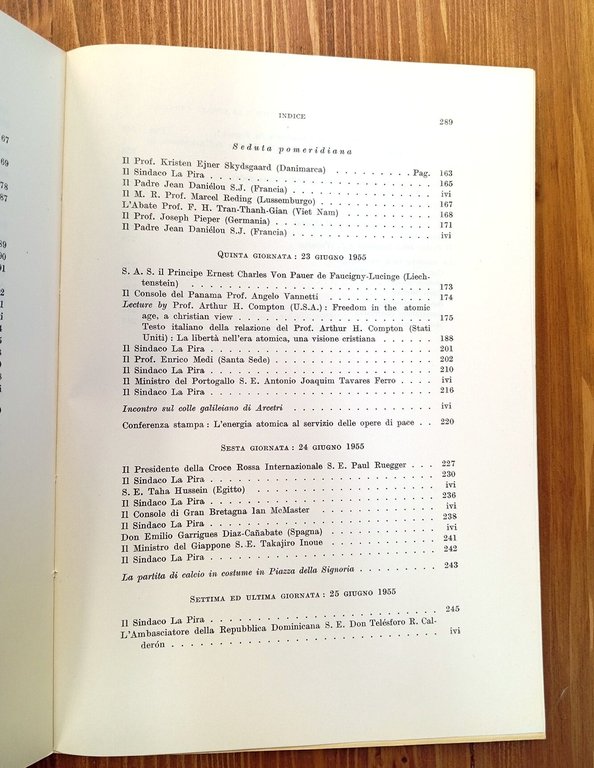 67
69
78
87
89
90
INDICE 289
Seduta pomeridiana
Il Prof. Kristen Ejner Skydsgaard (Danimarca) . . . . . . . . . Pag. 163
Il Sindaco La Pira . . . . . . . . . . . . . . . . . . . . . 165
Il Padre Jean Daniélou S.J. (Francia) . . . . . . . . . . . . . ivi
Il M. R. Prof. Marcel Reding (Lussemburgo) . . . . . . . . . . 167
L'Abate Prof. F. H. Tran-Thanh-Gian (Viet Nam) . . . . . . . . 168
Il Prof. Joseph Pieper (Germania) . . . . . . . . . . . . . . 171
Il Padre Jean Daniélou S.J. (Francia) . . . . . . . . . . . . . ivi
QUINTA GIORNATA : 23 GIUGNO 1955
S. A. S. il Principe Ernest Charles Von Pauer de Faucigny-Lucinge (Liech-
tenstein) . . . . . . . . . . . . . . . . . . . . . . . 173
Il Console del Panama Prof. Angelo Vannetti . . . . . . . . . . 174
Lecture by Prof. Arthur H. Compton (U.S.A.) : Freedom in the atomic
age, a christian view . . . . . . . . . . . . . . . . . . 175
Testo italiano della relazione del Prof. Arthur H. Compton (Stati
Uniti) : La libertà nell'era atomica, una visione cristiana . . . . 188
Il Sindaco La Pira . . . . . . . . . . . . . . . . . . . . . 201
Il Prof. Enrico Medi (Santa Sede) . . . . . . . . . . . . . . . 202
Il Sindaco La Pira . . . . . . . . . . . . . . . . . . . . . 210
Il Ministro del Portogallo S. E. Antonio Joaquim Tavares Ferro . . . . ivi
Il Sindaco La Pira . . . . . . . . . . . . . . . . . . . . . 216
Incontro sul colle galileiano di Arcetri . . . . . . . . . . . . ivi
Conferenza stampa : L'energia atomica al servizio delle opere di pace . . 220
SESTA GIORNATA : 24 GIUGNO 1955
Il Presidente della Croce Rossa Internazionale S. E. Paul Ruegger . . . 227
Il Sindaco La Pira . . . . . . . . . . . . . . . . . . . . . 230
S. E. Taha Hussein (Egitto) . . . . . . . . . . . . . . . . . ivi
Il Sindaco La Pira . . . . . . . . . . . . . . . . . . . . . 236
Il Console di Gran Bretagna Ian McMaster . . . . . . . . . . . ivi
Il Sindaco La Pira . . . . . . . . . . . . . . . . . . . . . 238
Don Emilio Garrigues Diaz-Cañabate (Spagna) . . . . . . . . . . ivi
Il Ministro del Giappone S. E. Takajiro Inoue . . . . . . . . . 241
Il Sindaco La Pira . . . . . . . . . . . . . . . . . . . . . 242
La partita di calcio in costume in Piazza della Signoria . . . . . . 243
SETTIMA ED ULTIMA GIORNATA : 25 GIUGNO 1955
Il Sindaco La Pira . . . . . . . . . . . . . . . . . . . . . 245
L'Ambasciatore della Repubblica Dominicana S. E. Don Telésforo R. Cal-
derón . . . . . . . . . . . . . . . . . . . . . . . . ivi